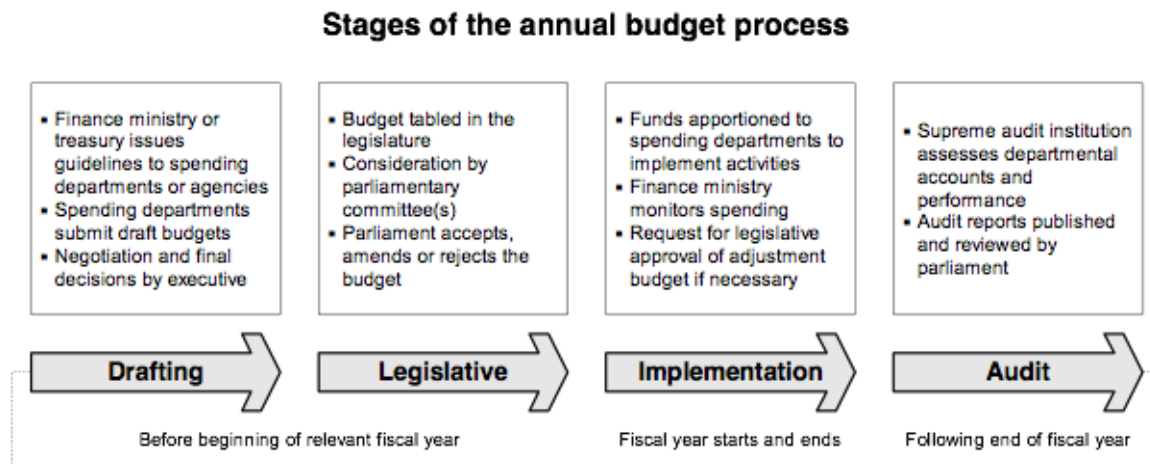 Stages of the annual budget process
▪ Finance ministry or
treasury issues
guidelines to spending
departments or agencies
▪ Spending departments
submit draft budgets
▪ Negotiation and final
decisions by executive
▪ Budget tabled in the
legislature
▪ Consideration by
parliamentary
committee(s)
▪ Parliament accepts,
amends or rejects the
budget
▪ Funds apportioned to
spending departments to
implement activities
▪ Finance ministry
monitors spending
▪ Request for legislative
approval of adjustment
budget if necessary
▪ Supreme audit institution
assesses departmental
accounts and
performance
▪ Audit reports published
and reviewed by
parliament
Drafting
Legislative
Implementation
Audit
Before beginning of relevant fiscal year
Fiscal year starts and ends
Following end of fiscal year